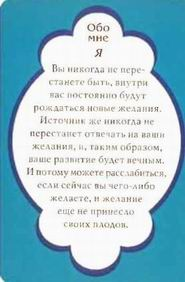 Обо
мне
Я
Вы никогда не пере-
станете быть, внутри
вас постоянно будут
рождаться новые желания.
Источник же никогда не
перестанет отвечать на ваши
желания, и, таким образом,
ваше развитие будет вечным.
И потому можете расслабиться,
если сейчас вы чего-либо
желаете, и желание
еще не принесло
своих плодов.